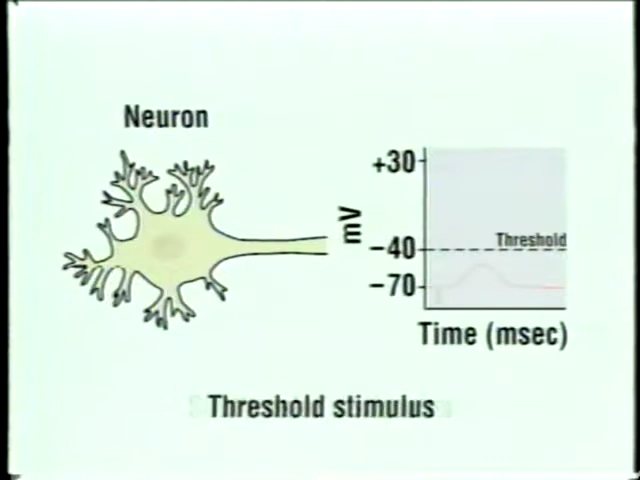 Neuron
+30
mV
−40
Threshold
−70
Time (msec)
Threshold stimulus